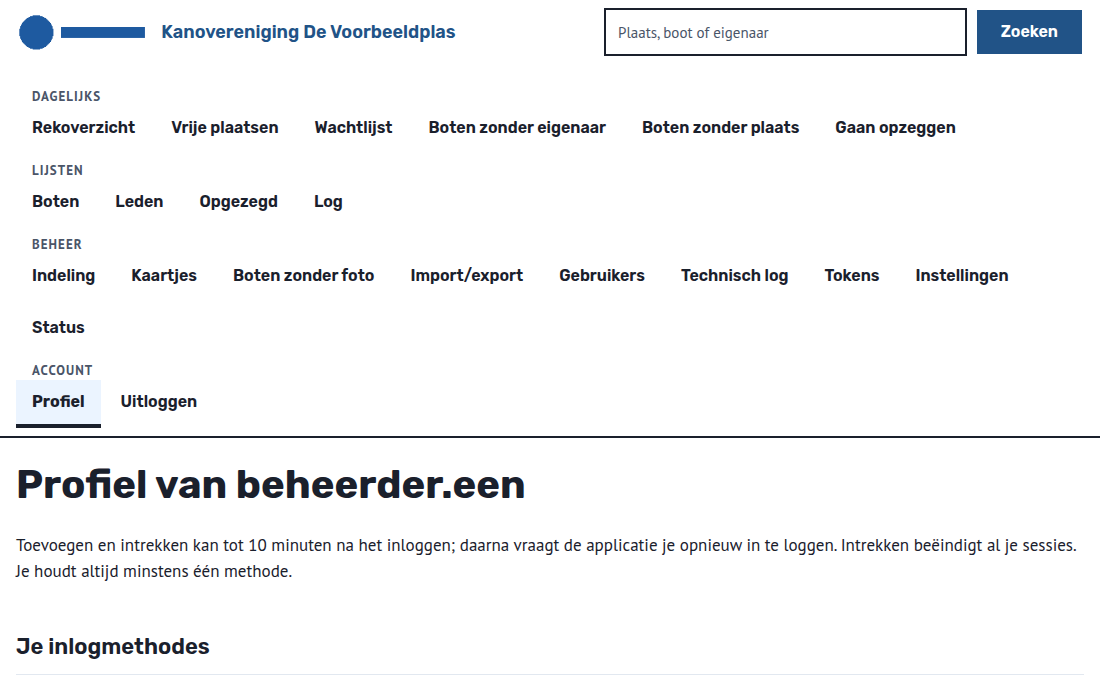 Kanovereniging De Voorbeeldplas
Plaats, boot of eigenaar
Zoeken
DAGELIJKS
Rekoverzicht Vrije plaatsen Wachtlijst Boten zonder eigenaar Boten zonder plaats Gaan opzeggen
LIJSTEN
Boten Leden Opgezegd Log
BEHEER
Indeling Kaartjes Boten zonder foto Import/export Gebruikers Technisch log Tokens Instellingen
Status
ACCOUNT
Profiel Uitloggen
Profiel van beheerder.een
Toevoegen en intrekken kan tot 10 minuten na het inloggen; daarna vraagt de applicatie je opnieuw in te loggen. Intrekken beëindigt al je sessies.
Je houdt altijd minstens één methode.
Je inlogmethodes